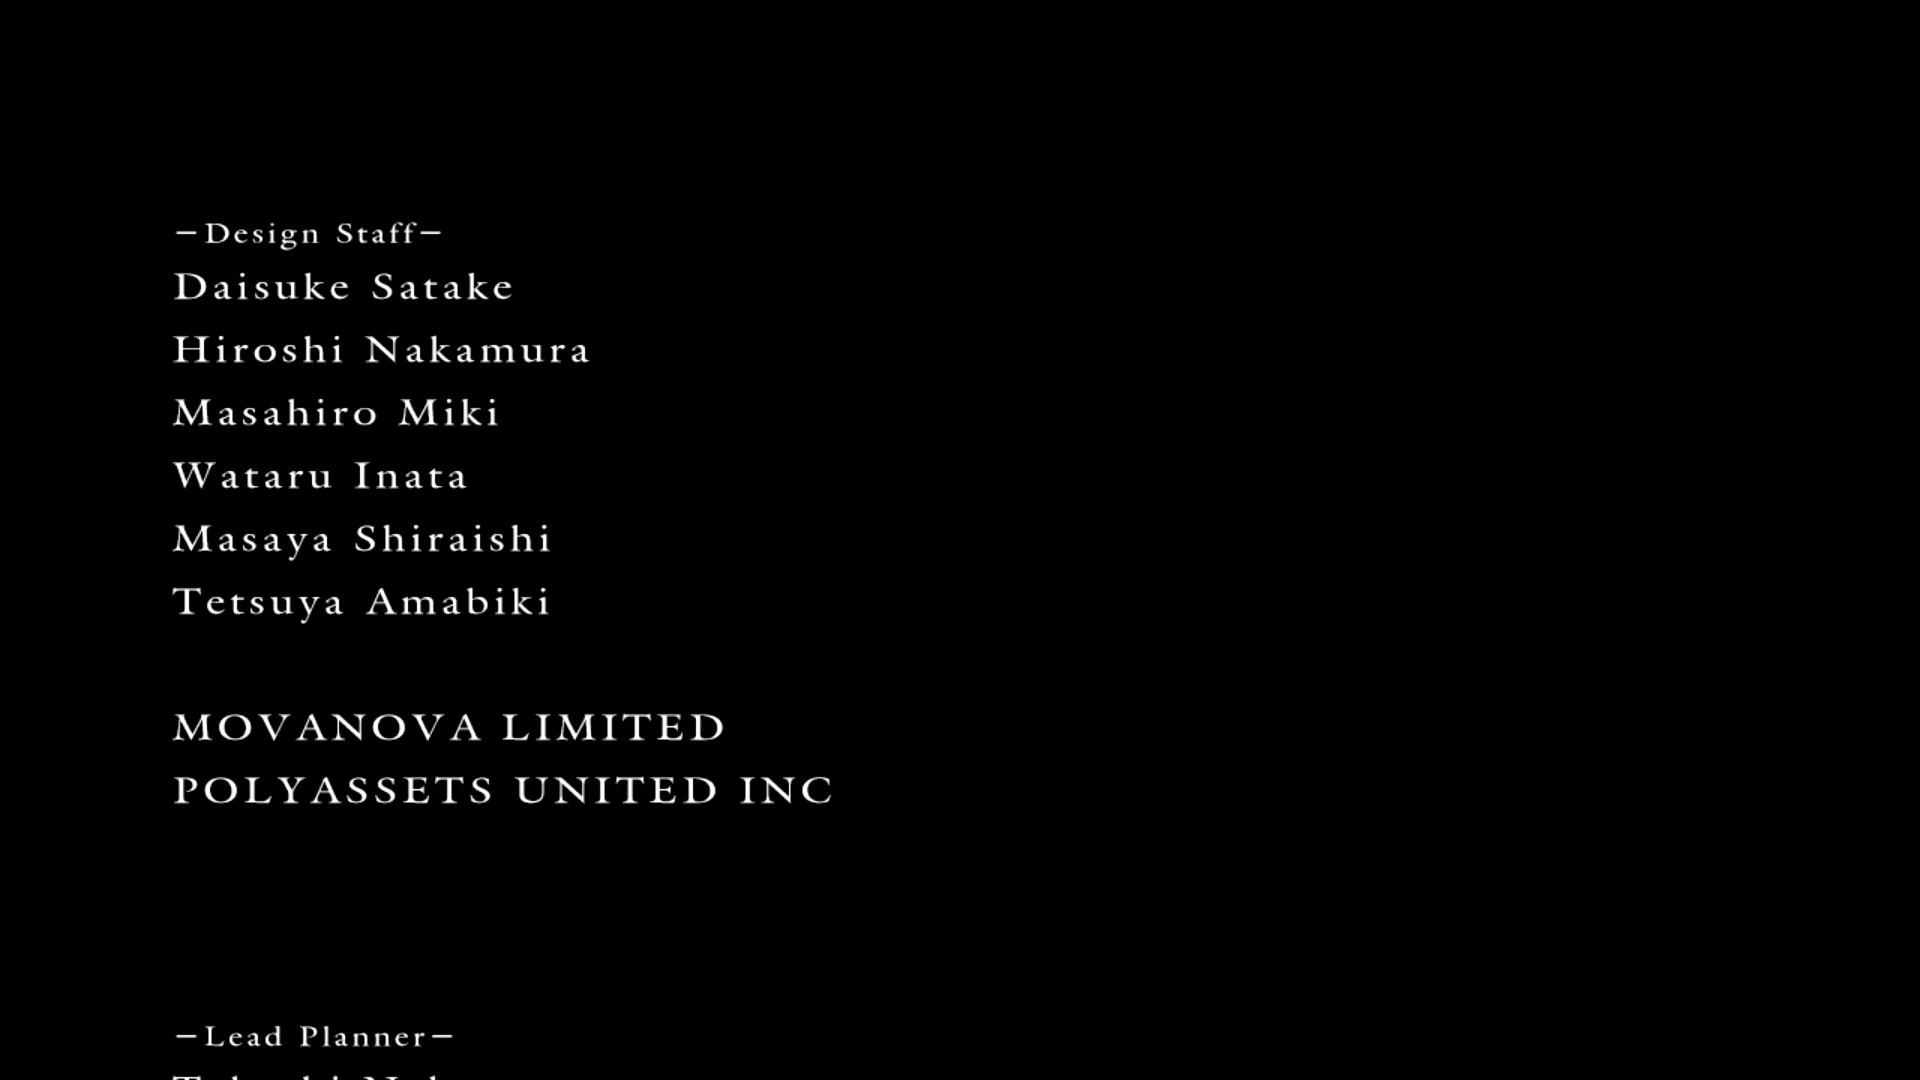 －Design Staff－
Daisuke Satake
Hiroshi Nakamura
Masahiro Miki
Wataru Inata
Masaya Shiraishi
Tetsuya Amabiki
MOVANOVA LIMITED
POLYASSETS UNITED INC
－Lead Planner－